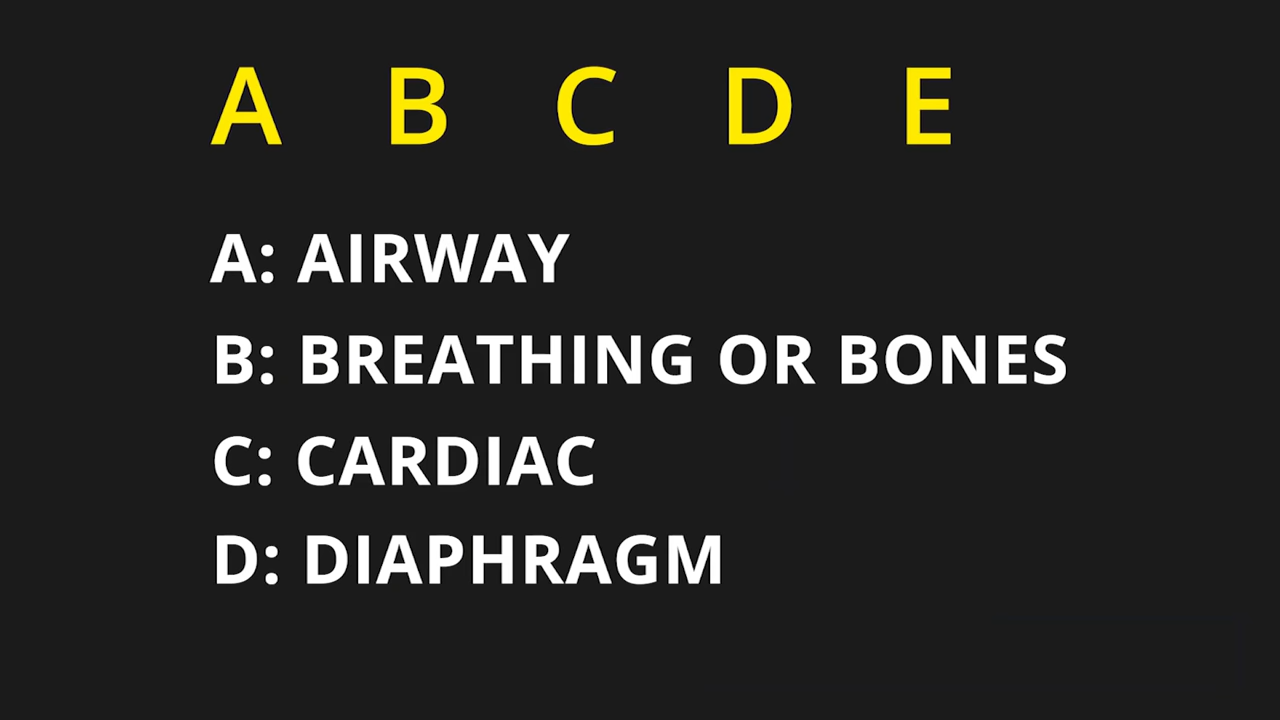 A B C D E
A: AIRWAY
B: BREATHING OR BONES
C: CARDIAC
D: DIAPHRAGM